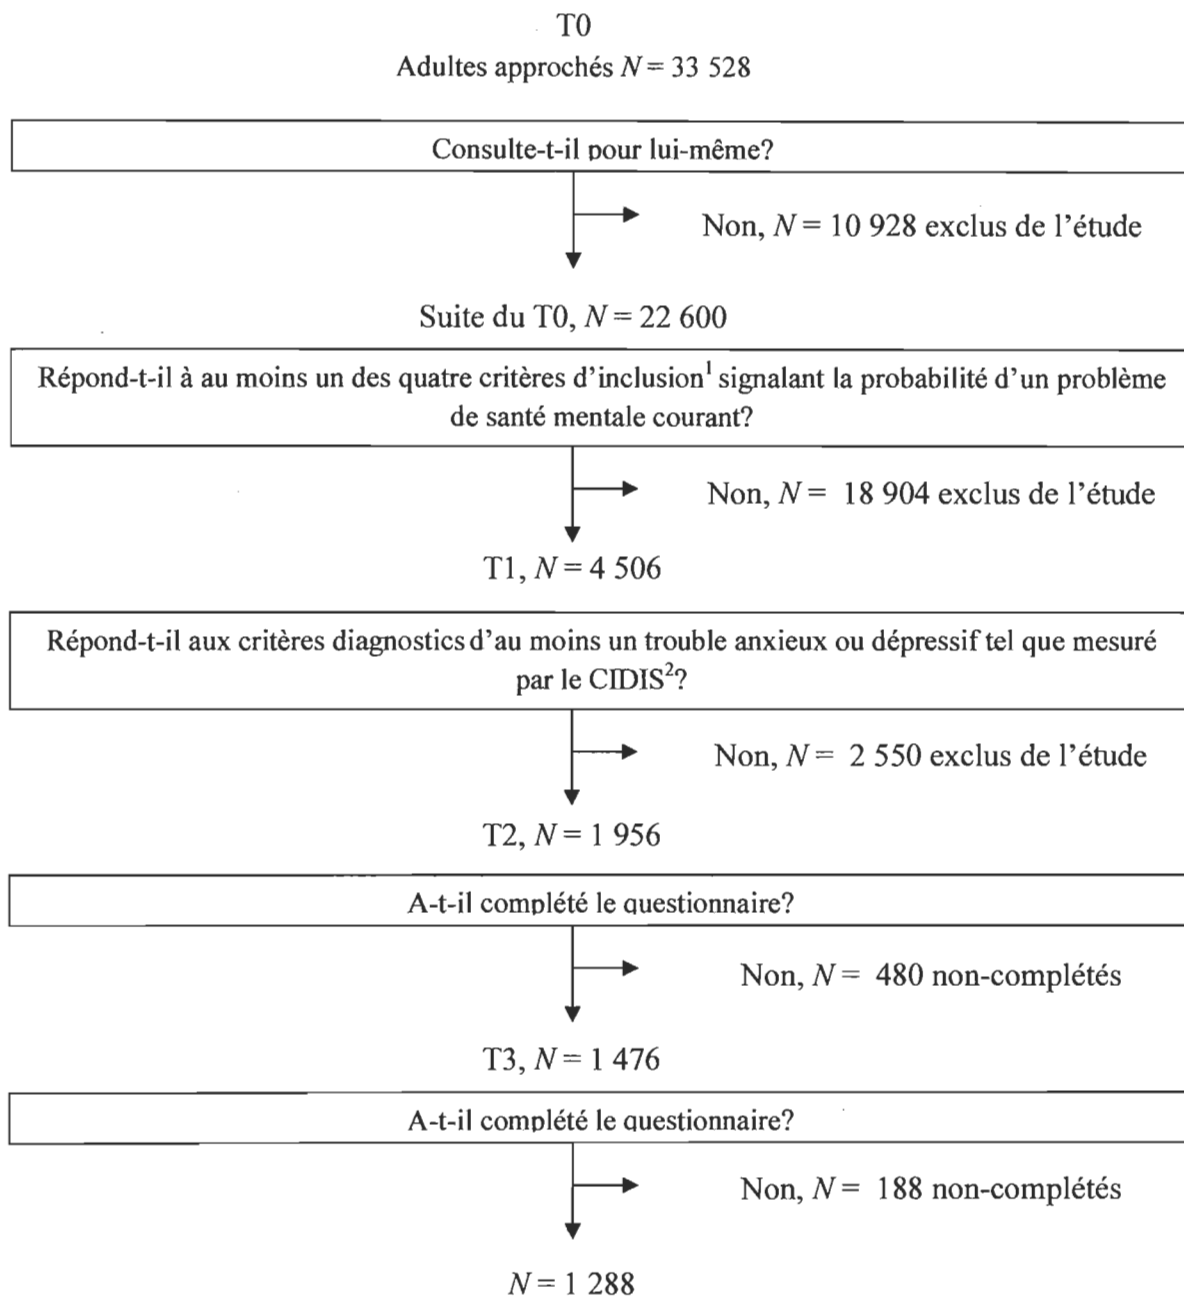 T0
Adultes approchés N = 33 528
Consulte-t-il pour lui-même?
Non, N = 10 928 exclus de l'étude
Suite du T0, N = 22 600
Répond-t-il à au moins un des quatre critères d'inclusion¹ signalant la probabilité d'un problème
de santé mentale courant?
Non, N = 18 904 exclus de l'étude
T1, N = 4 506
Répond-t-il aux critères diagnostics d'au moins un trouble anxieux ou dépressif tel que mesuré
par le CIDIS²?
Non, N = 2 550 exclus de l'étude
T2, N = 1 956
A-t-il complété le questionnaire?
Non, N = 480 non-complétés
T3, N = 1 476
A-t-il complété le questionnaire?
Non, N = 188 non-complétés
N = 1 288